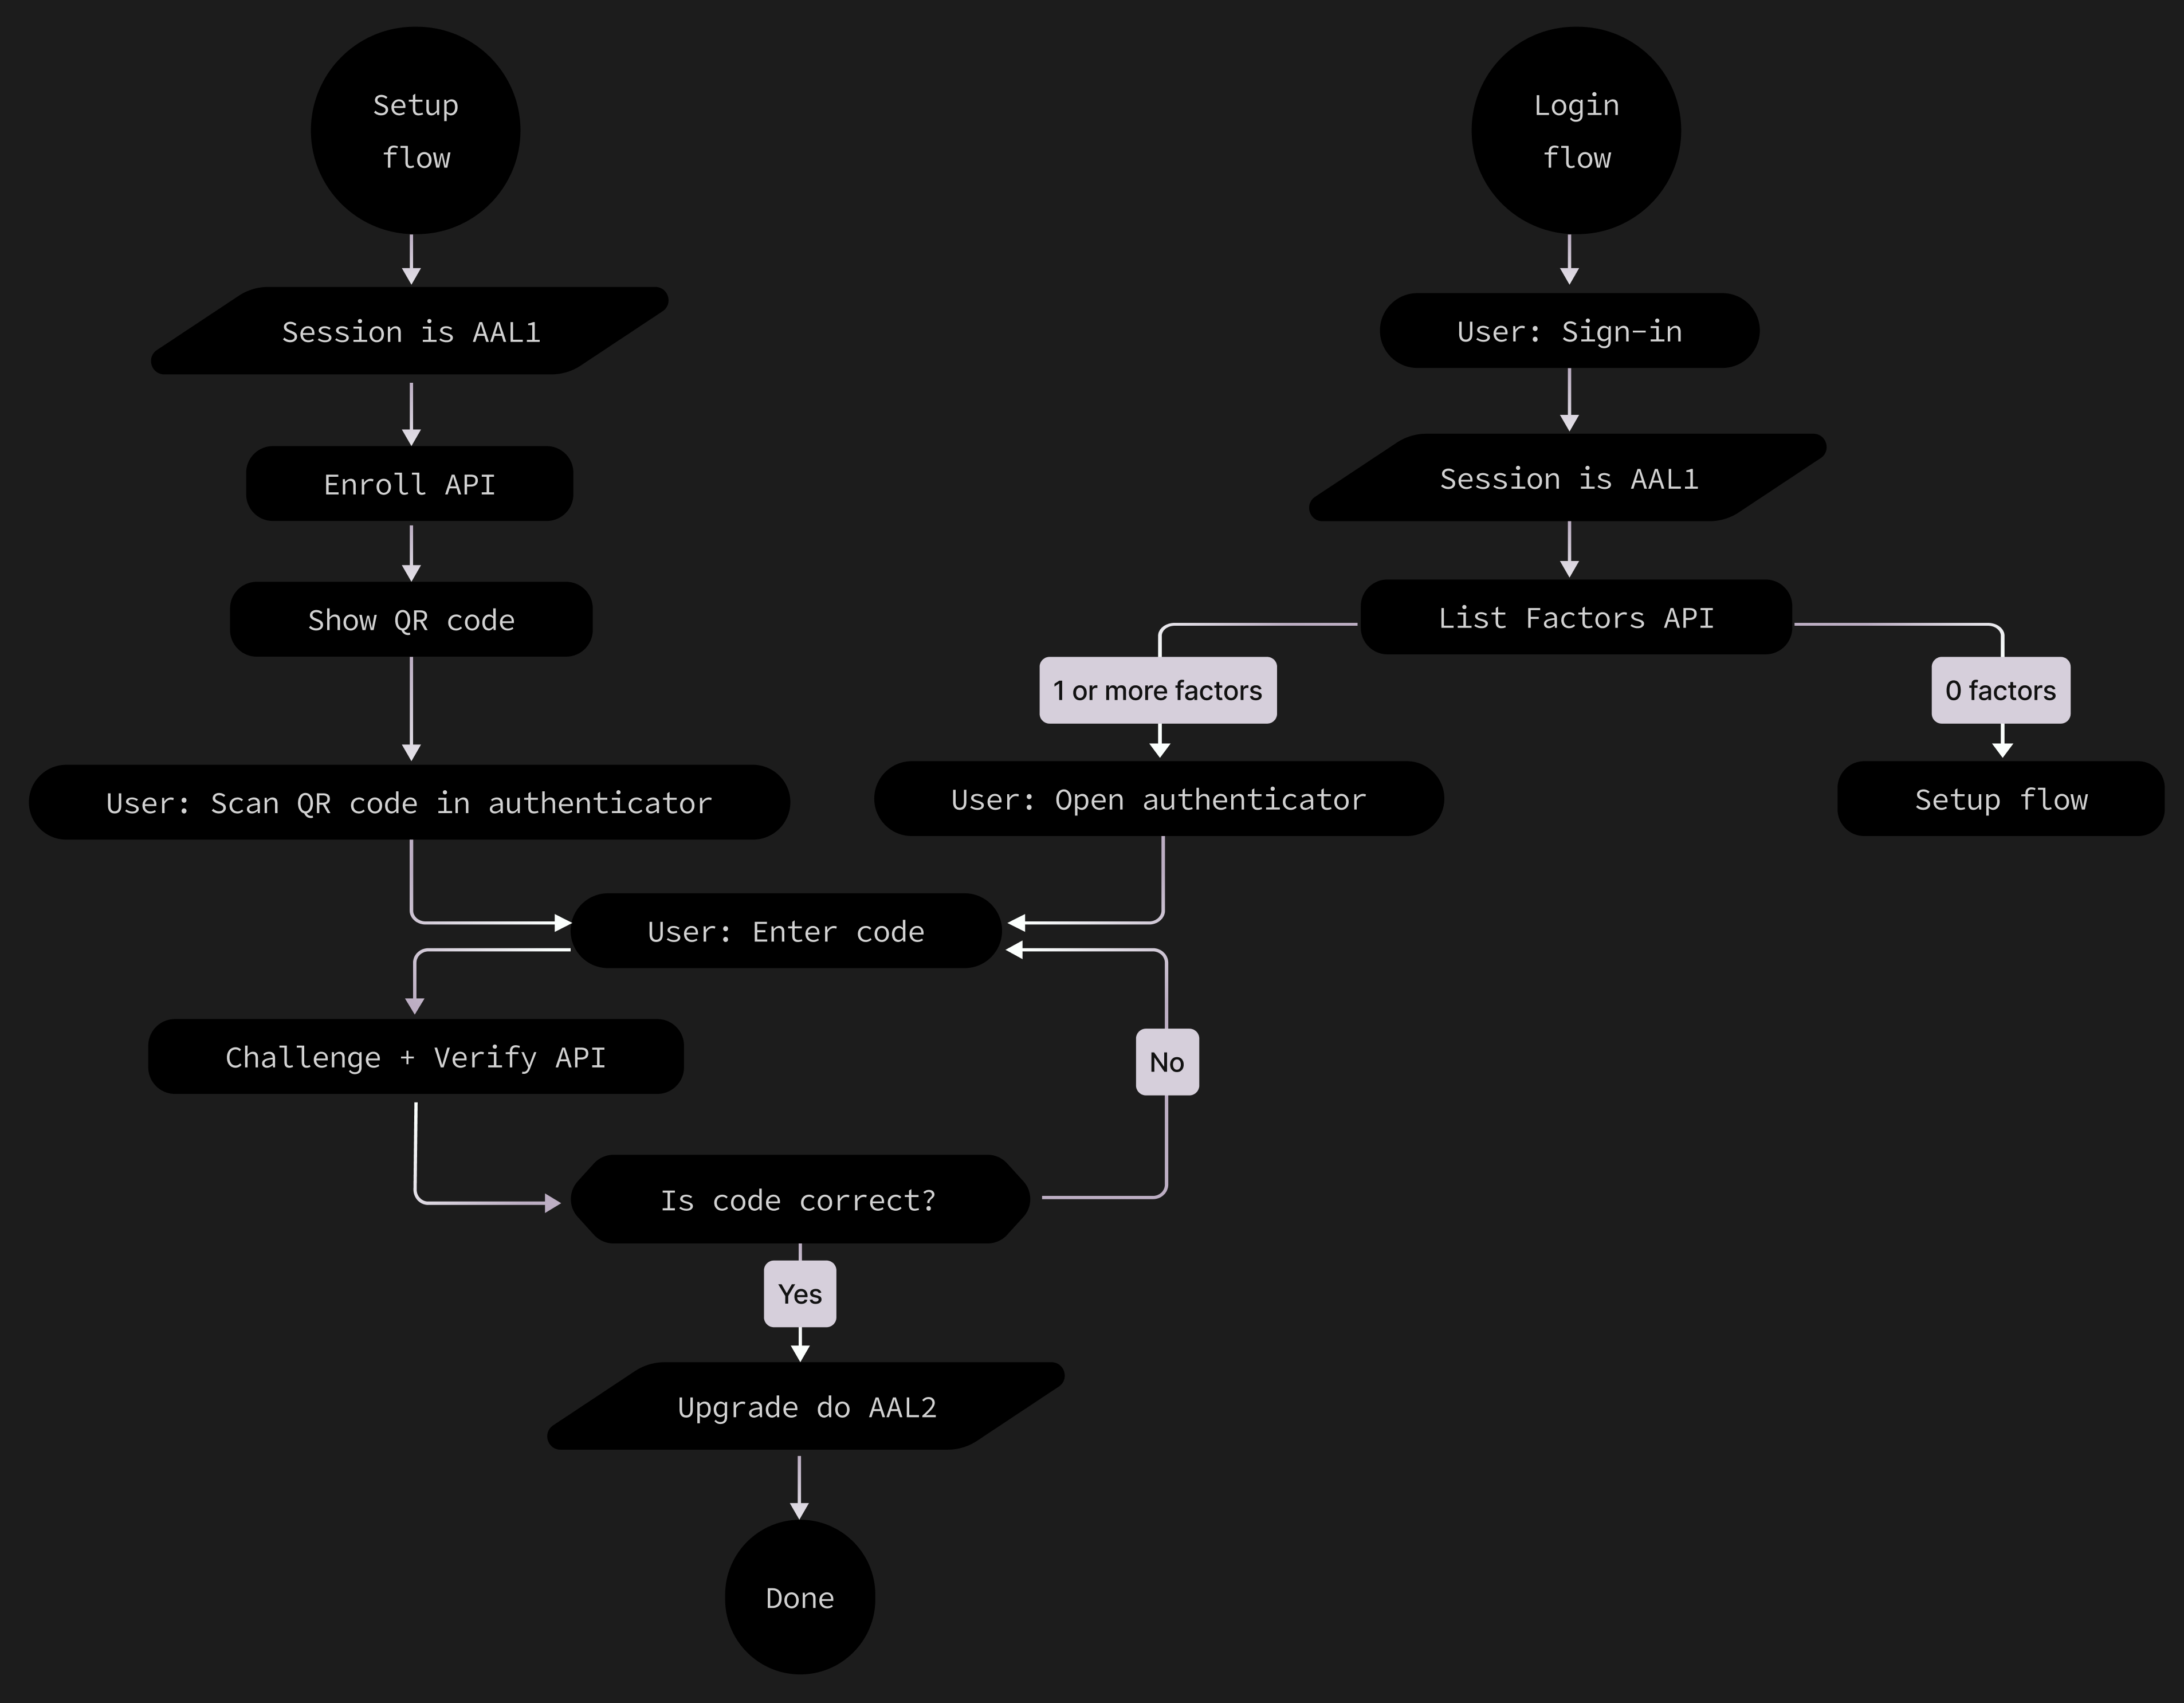 Setup
flow
Login
flow
Session is AAL1
User: Sign-in
Enroll API
Session is AAL1
Show QR code
List Factors API
1 or more factors
0 factors
User: Scan QR code in authenticator
User: Open authenticator
Setup flow
User: Enter code
Challenge + Verify API
No
Is code correct?
Yes
Upgrade do AAL2
Done